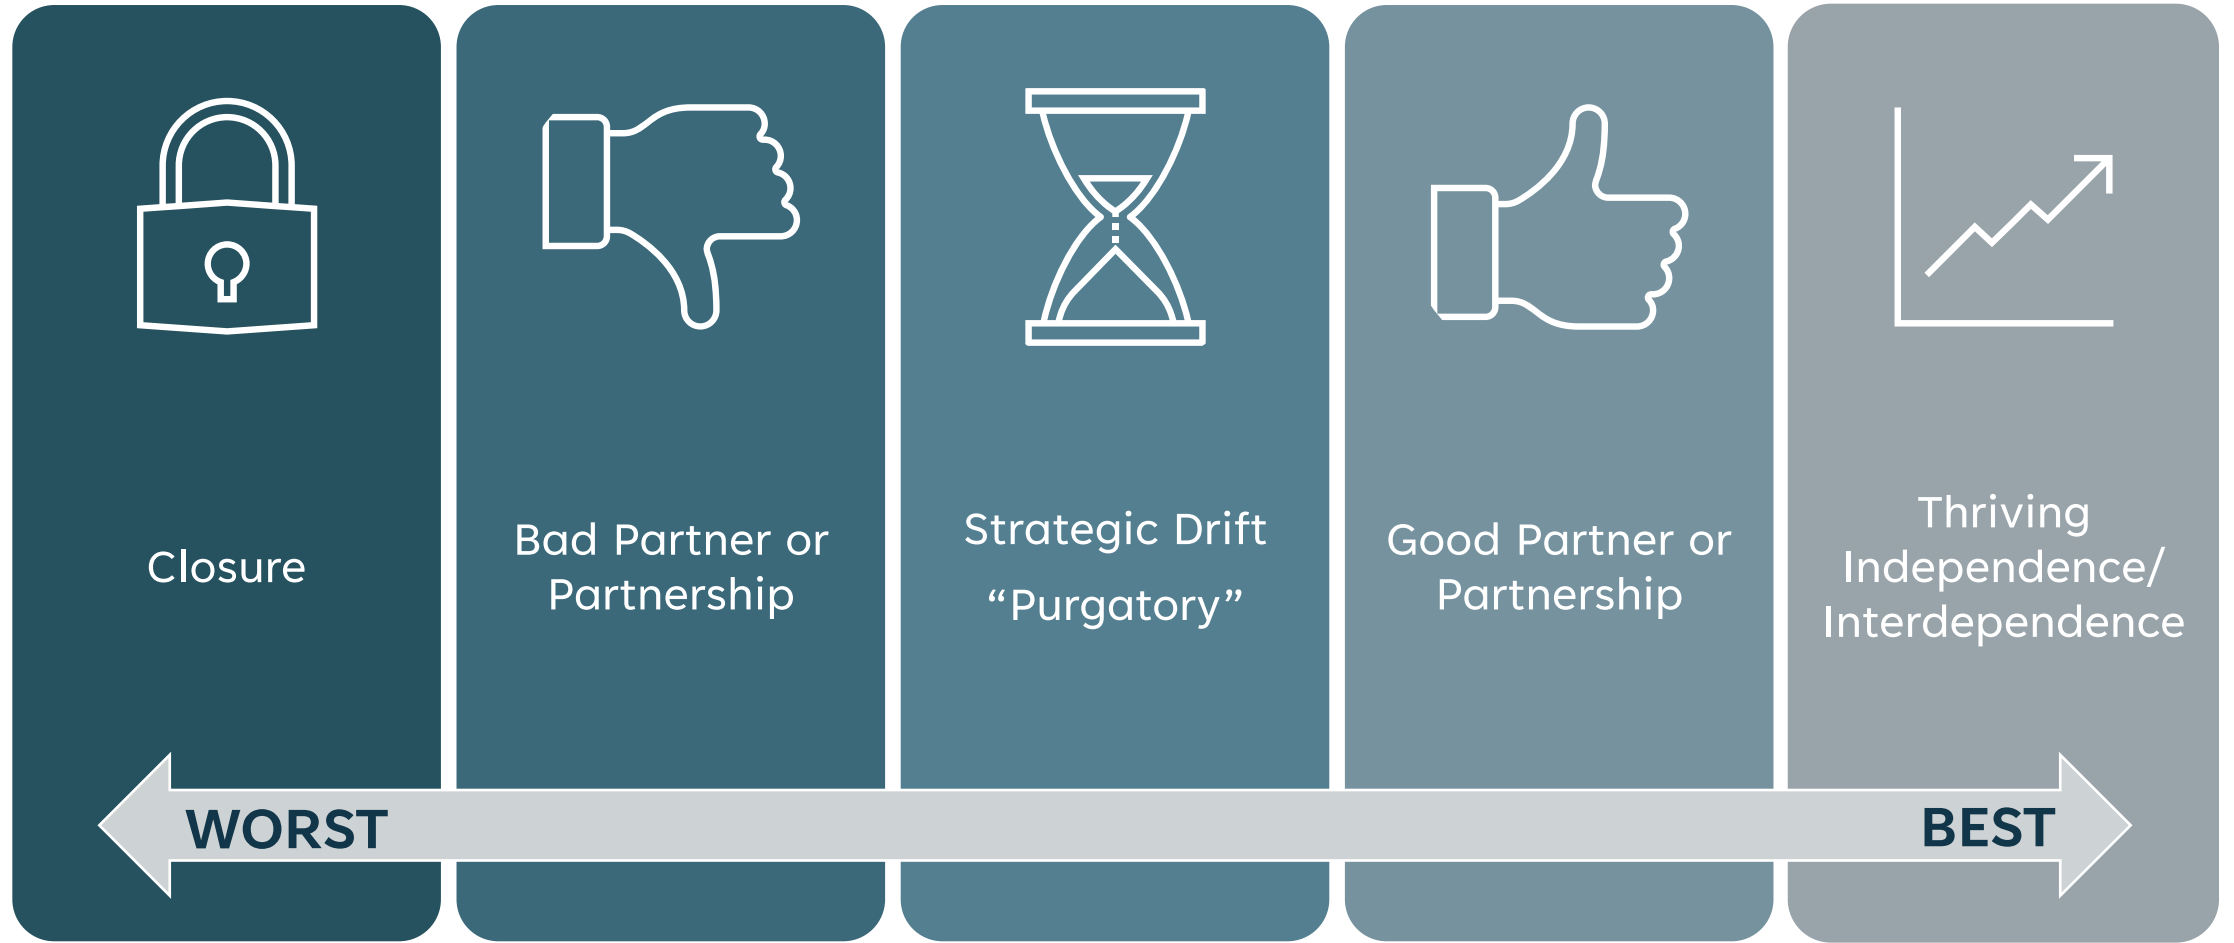 Closure
Bad Partner or
Partnership
Strategic Drift
“Purgatory”
Good Partner or
Partnership
Thriving
Independence/
Interdependence
WORST
BEST